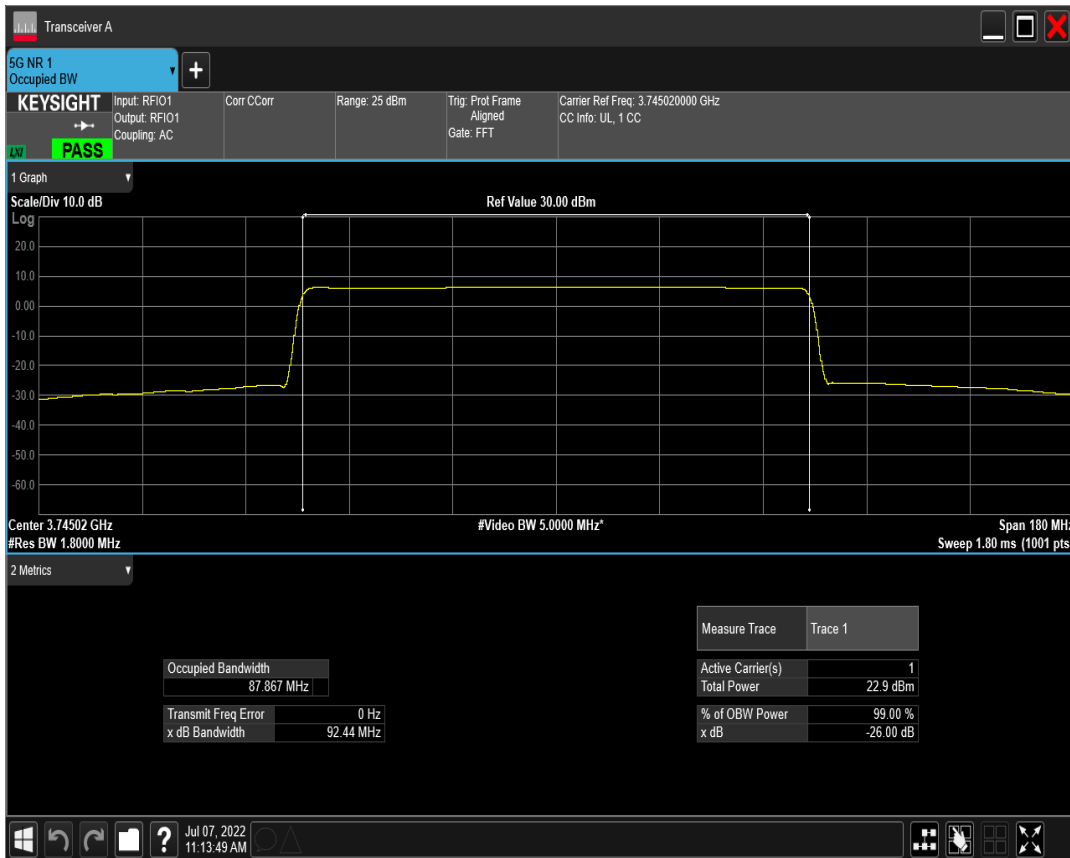 Transceiver A
5G NR 1
Occupied BW
KEYSIGHT
LXI
PASS
Input: RFIO1
Output: RFIO1
Coupling: AC
Corr CCorr
Range: 25 dBm
Trig: Prot Frame
Aligned
Gate: FFT
Carrier Ref Freq: 3.745020000 GHz
CC Info: UL, 1 CC
1 Graph
Scale/Div 10.0 dB
Ref Value 30.00 dBm
Log
20.0
10.0
0.00
-10.0
-20.0
-30.0
-40.0
-50.0
-60.0
Center 3.74502 GHz
#Video BW 5.0000 MHz*
Span 180 MHz
#Res BW 1.8000 MHz
Sweep 1.80 ms (1001 pts
2 Metrics
Measure Trace Trace 1
Occupied Bandwidth
87.867 MHz
Active Carrier(s) 1
Total Power 22.9 dBm
Transmit Freq Error 0 Hz
x dB Bandwidth 92.44 MHz
% of OBW Power 99.00 %
x dB -26.00 dB
?
Jul 07, 2022
11:13:49 AM